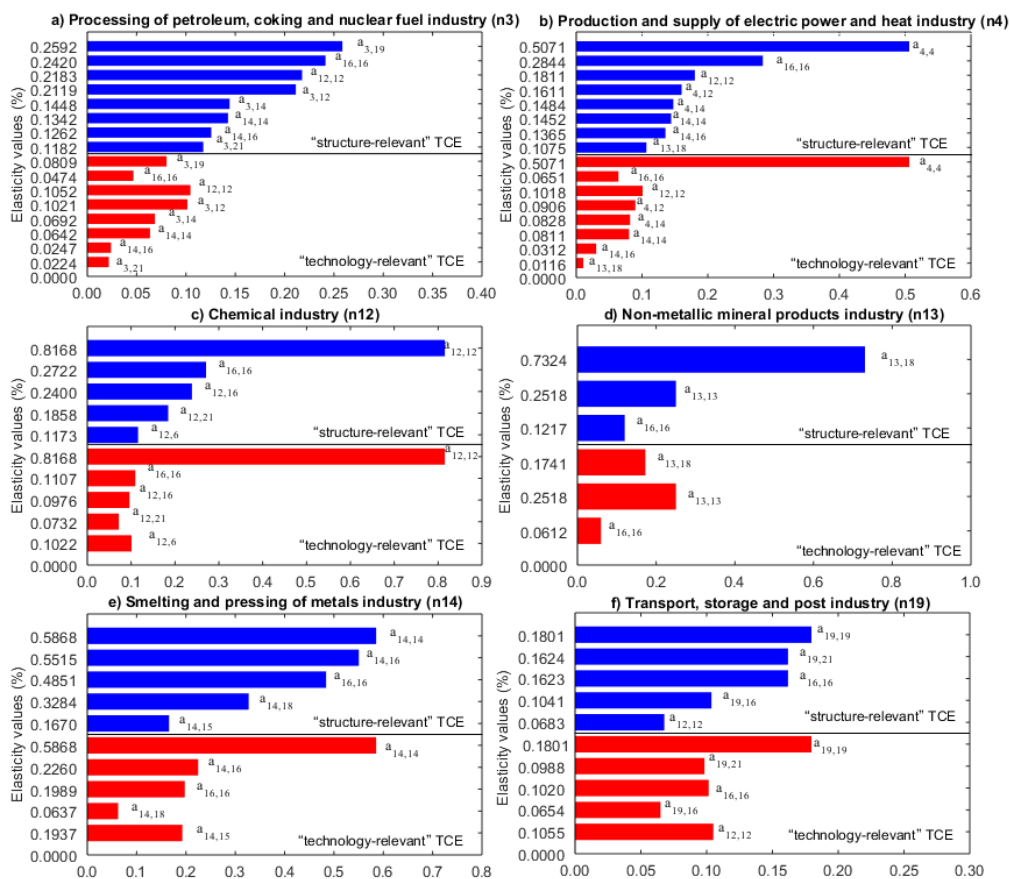 a) Processing of petroleum, coking and nuclear fuel industry (n3)
Elasticity values (%)
0.2592 a3,19
0.2420 a16,16
0.2183 a12,12
0.2119 a3,12
0.1448 a3,14
0.1342 a14,14
0.1262 a14,16
0.1182 a3,21
“structure-relevant” TCE
0.0809 a3,19
0.0474 a16,16
0.1052 a12,12
0.1021 a3,12
0.0692 a3,14
0.0642 a14,14
0.0247 a14,16
0.0224 a3,21
“technology-relevant” TCE
0.0000
0.00 0.05 0.10 0.15 0.20 0.25 0.30 0.35 0.40
b) Production and supply of electric power and heat industry (n4)
Elasticity values (%)
0.5071 a4,4
0.2844 a16,16
0.1811 a12,12
0.1611 a4,12
0.1484 a4,14
0.1452 a14,14
0.1365 a14,16
0.1075 a13,18
“structure-relevant” TCE
0.5071 a4,4
0.0651 a16,16
0.1018 a12,12
0.0906 a4,12
0.0828 a4,14
0.0811 a14,14
0.0312 a14,16
0.0116 a13,18
“technology-relevant” TCE
0.0000
0.0 0.1 0.2 0.3 0.4 0.5 0.6
c) Chemical industry (n12)
Elasticity values (%)
0.8168 a12,12
0.2722 a16,16
0.2400 a12,16
0.1858 a12,21
0.1173 a12,6
“structure-relevant” TCE
0.8168 a12,12
0.1107 a16,16
0.0976 a12,16
0.0732 a12,21
0.1022 a12,6
“technology-relevant” TCE
0.0000
0.0 0.1 0.2 0.3 0.4 0.5 0.6 0.7 0.8 0.9
d) Non-metallic mineral products industry (n13)
Elasticity values (%)
0.7324 a13,18
0.2518 a13,13
0.1217 a16,16
“structure-relevant” TCE
0.1741 a13,18
0.2518 a13,13
0.0612 a16,16
“technology-relevant” TCE
0.0000
0.0 0.2 0.4 0.6 0.8 1.0
e) Smelting and pressing of metals industry (n14)
Elasticity values (%)
0.5868 a14,14
0.5515 a14,16
0.4851 a16,16
0.3284 a14,18
0.1670 a14,15
“structure-relevant” TCE
0.5868 a14,14
0.2260 a14,16
0.1989 a16,16
0.0637 a14,18
0.1937 a14,15
“technology-relevant” TCE
0.0000
0.0 0.1 0.2 0.3 0.4 0.5 0.6 0.7 0.8
f) Transport, storage and post industry (n19)
Elasticity values (%)
0.1801 a19,19
0.1624 a19,21
0.1623 a16,16
0.1041 a19,16
0.0683 a12,12
“structure-relevant” TCE
0.1801 a19,19
0.0988 a19,21
0.1020 a16,16
0.0654 a19,16
0.1055 a12,12
“technology-relevant” TCE
0.0000
0.00 0.05 0.10 0.15 0.20 0.25 0.30